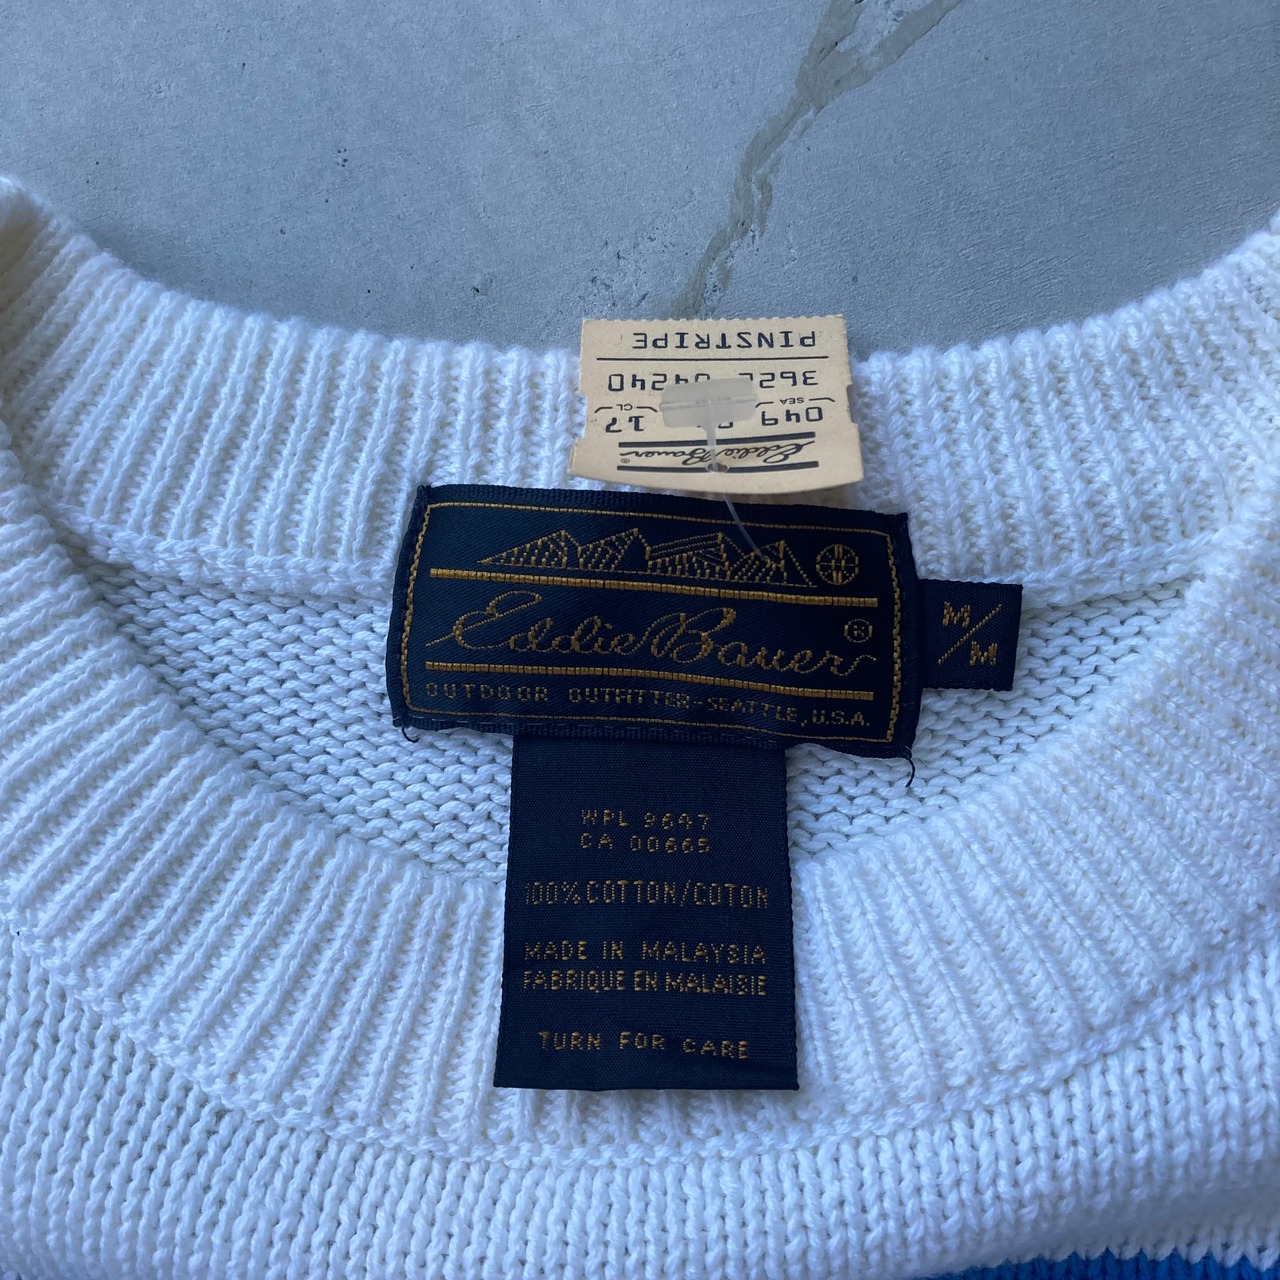 PINSTRIPE
04240
SEA CL
049 17
Eddie Bauer®
Eddie Bauer®
OUTDOOR OUTFITTER-SEATTLE, U.S.A.
M/M
WPL 9647
CA 00665
100% COTTON/COTON
MADE IN MALAYSIA
FABRIQUE EN MALAISIE
TURN FOR CARE